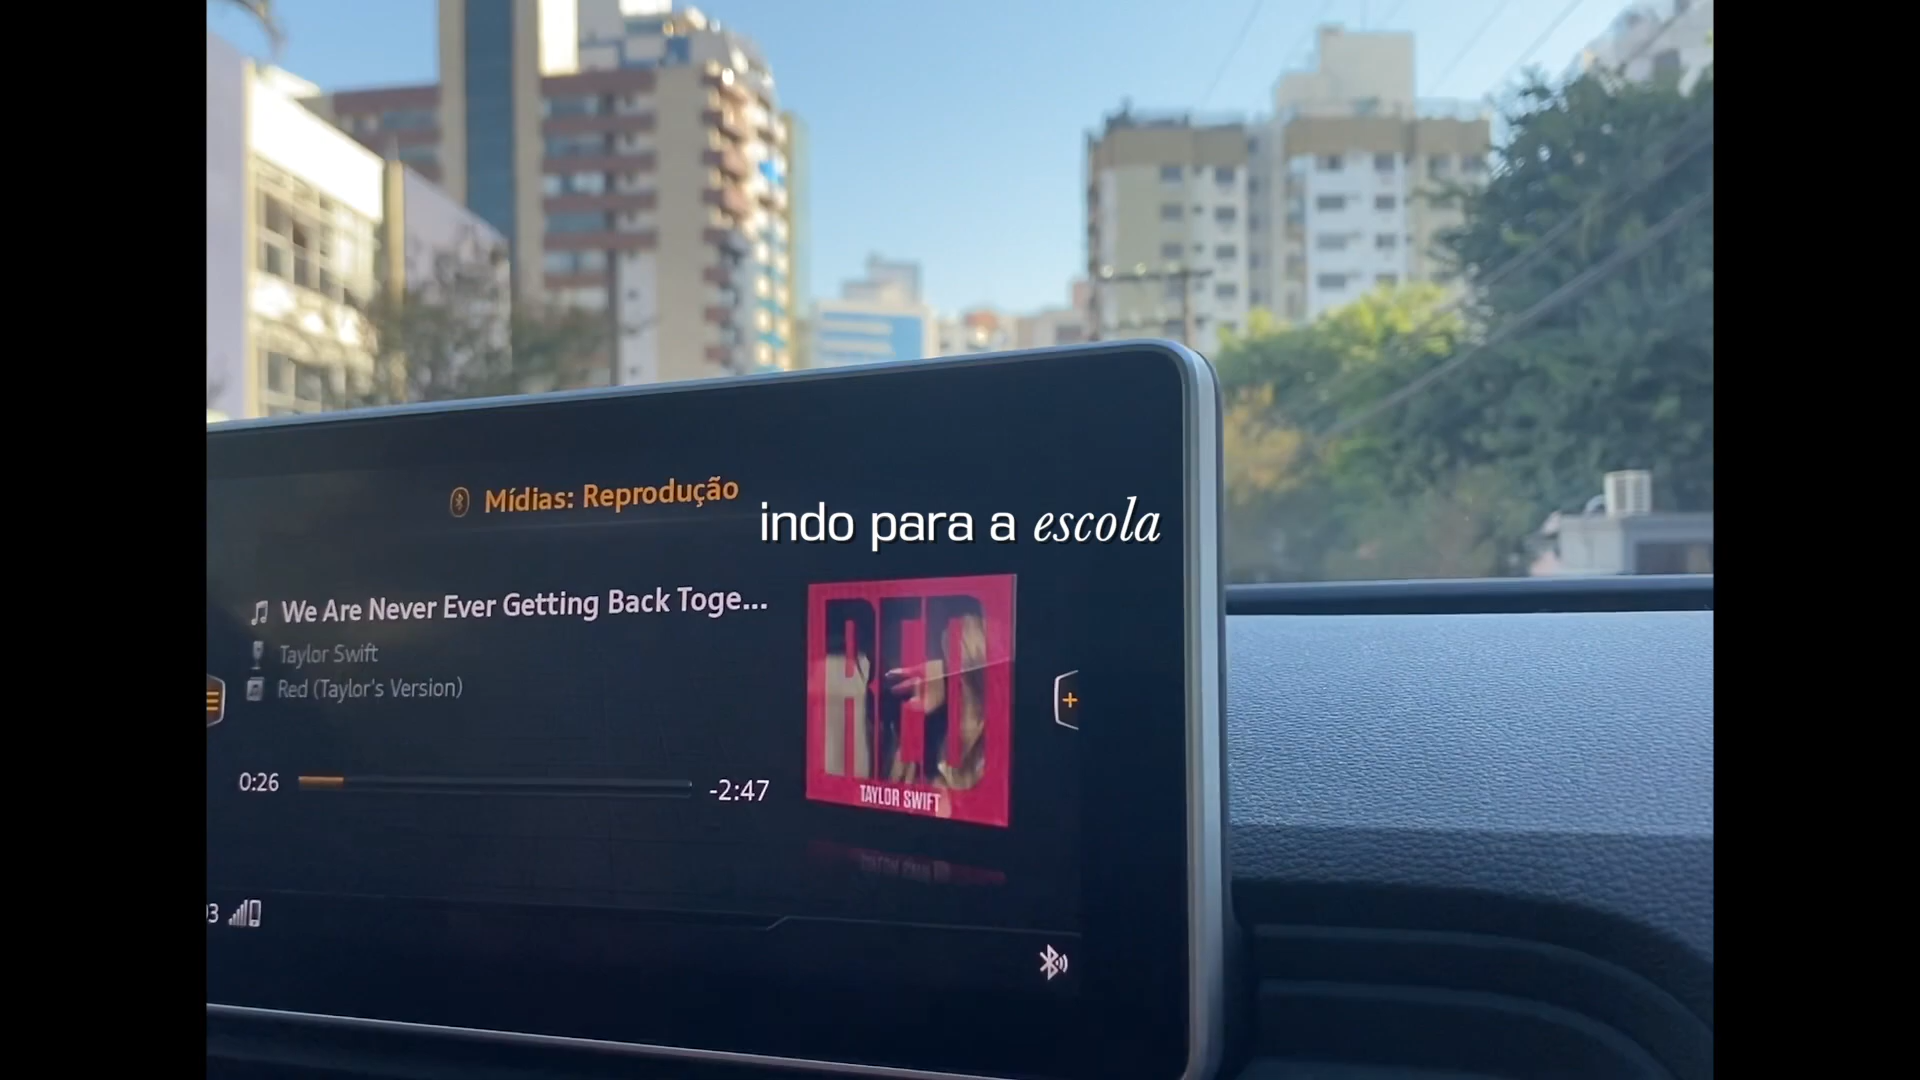 Mídias: Reprodução
indo para a escola
We Are Never Ever Getting Back Toge...
Taylor Swift
Red (Taylor's Version)
RED
TAYLOR SWIFT
0:26
-2:47